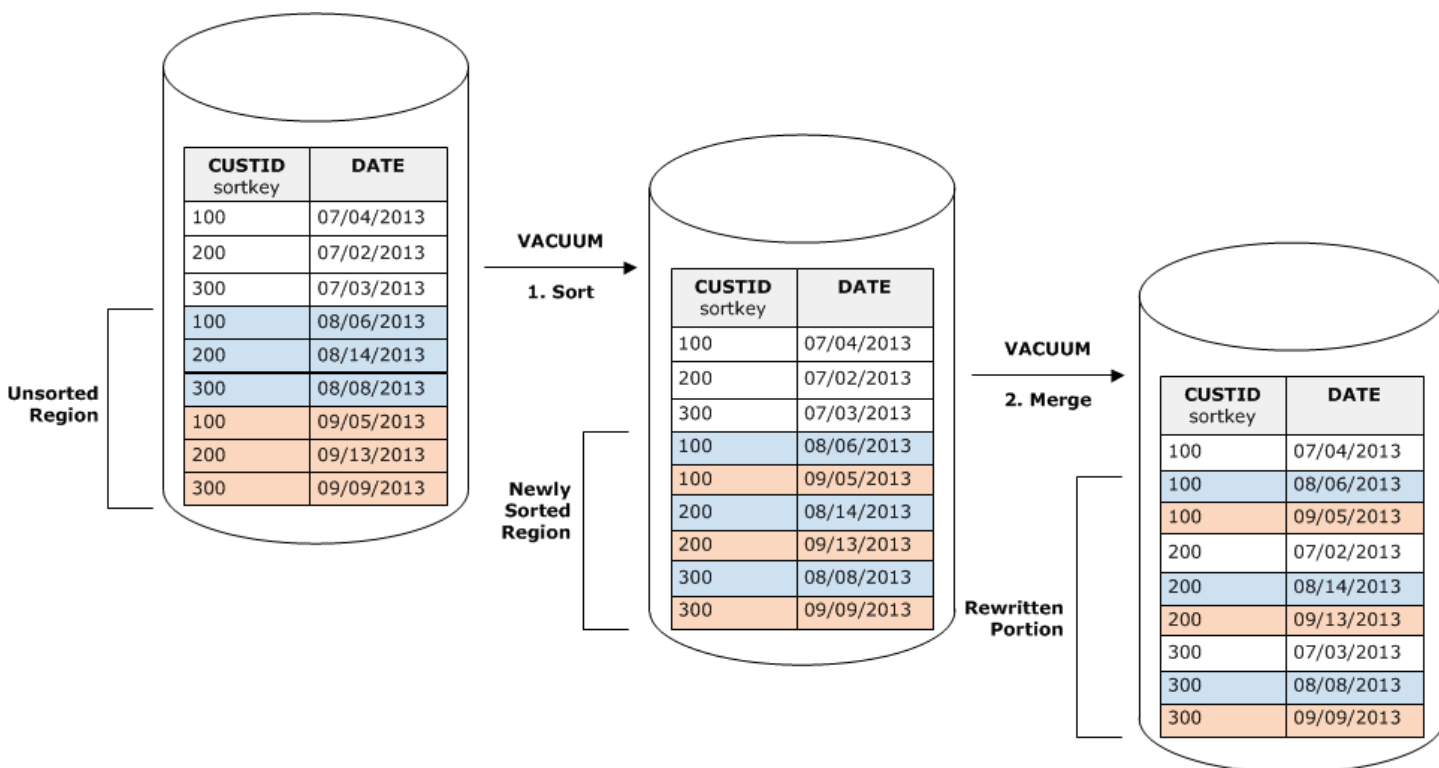 CUSTID DATE
sortkey
100 07/04/2013
200 07/02/2013
300 07/03/2013
100 08/06/2013
200 08/14/2013
300 08/08/2013
100 09/05/2013
200 09/13/2013
300 09/09/2013
Unsorted
Region
VACUUM
1. Sort
CUSTID DATE
sortkey
100 07/04/2013
200 07/02/2013
300 07/03/2013
100 08/06/2013
100 09/05/2013
200 08/14/2013
200 09/13/2013
300 08/08/2013
300 09/09/2013
Newly
Sorted
Region
VACUUM
2. Merge
CUSTID DATE
sortkey
100 07/04/2013
100 08/06/2013
100 09/05/2013
200 07/02/2013
200 08/14/2013
200 09/13/2013
300 07/03/2013
300 08/08/2013
300 09/09/2013
Rewritten
Portion